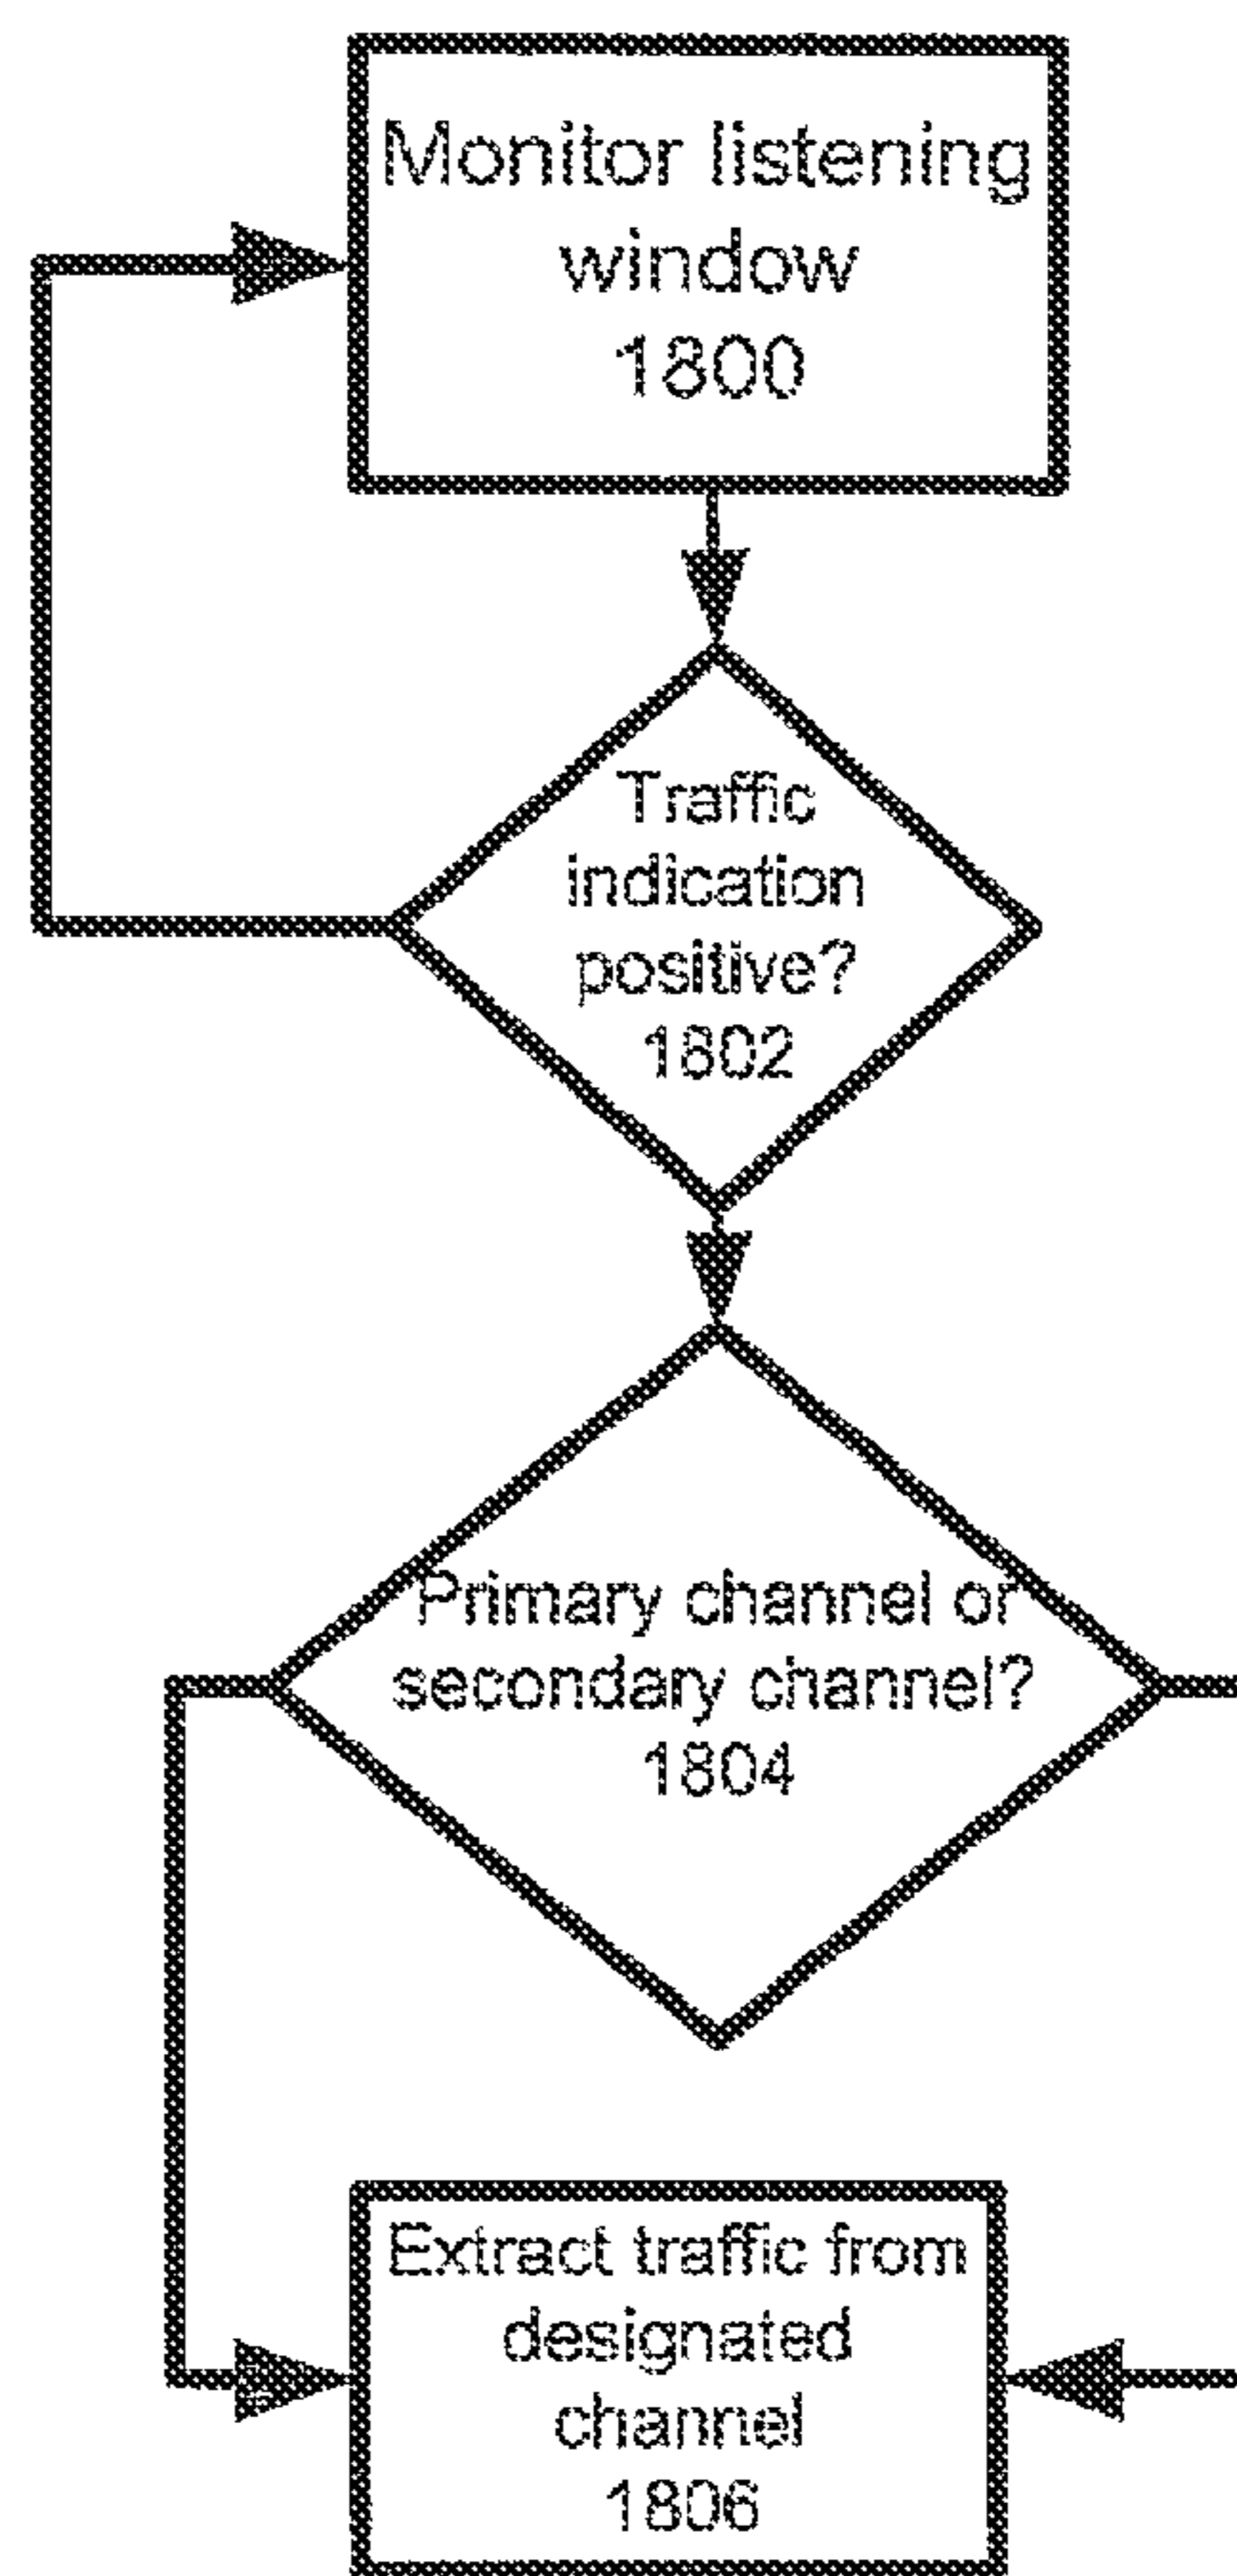 Monitor listening
window
1800
Traffic
indication
positive?
1802
Primary channel or
secondary channel?
1804
Extract traffic from
designated
channel
1806